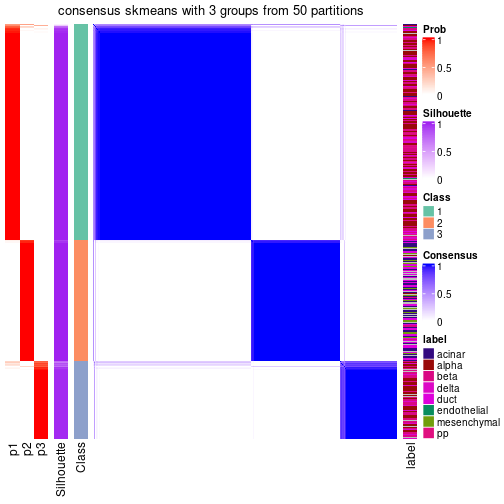 consensus skmeans with 3 groups from 50 partitions
p1
p2
p3
Silhouette
Class
label
Prob
1
0.5
0
Silhouette
1
0.5
0
Class
1
2
3
Consensus
1
0.5
0
label
acinar
alpha
beta
delta
duct
endothelial
mesenchymal
pp